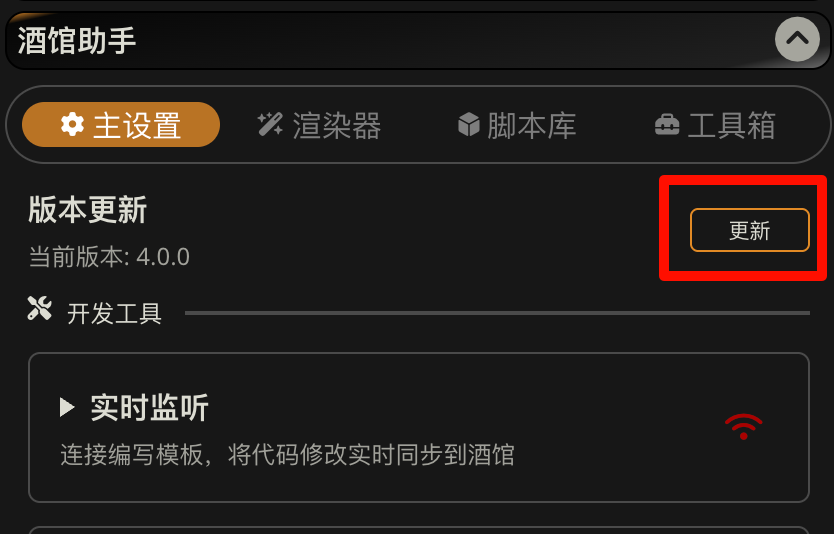 酒馆助手
主设置 渲染器 脚本库 工具箱
版本更新
更新
当前版本: 4.0.0
开发工具
实时监听
连接编写模板，将代码修改实时同步到酒馆